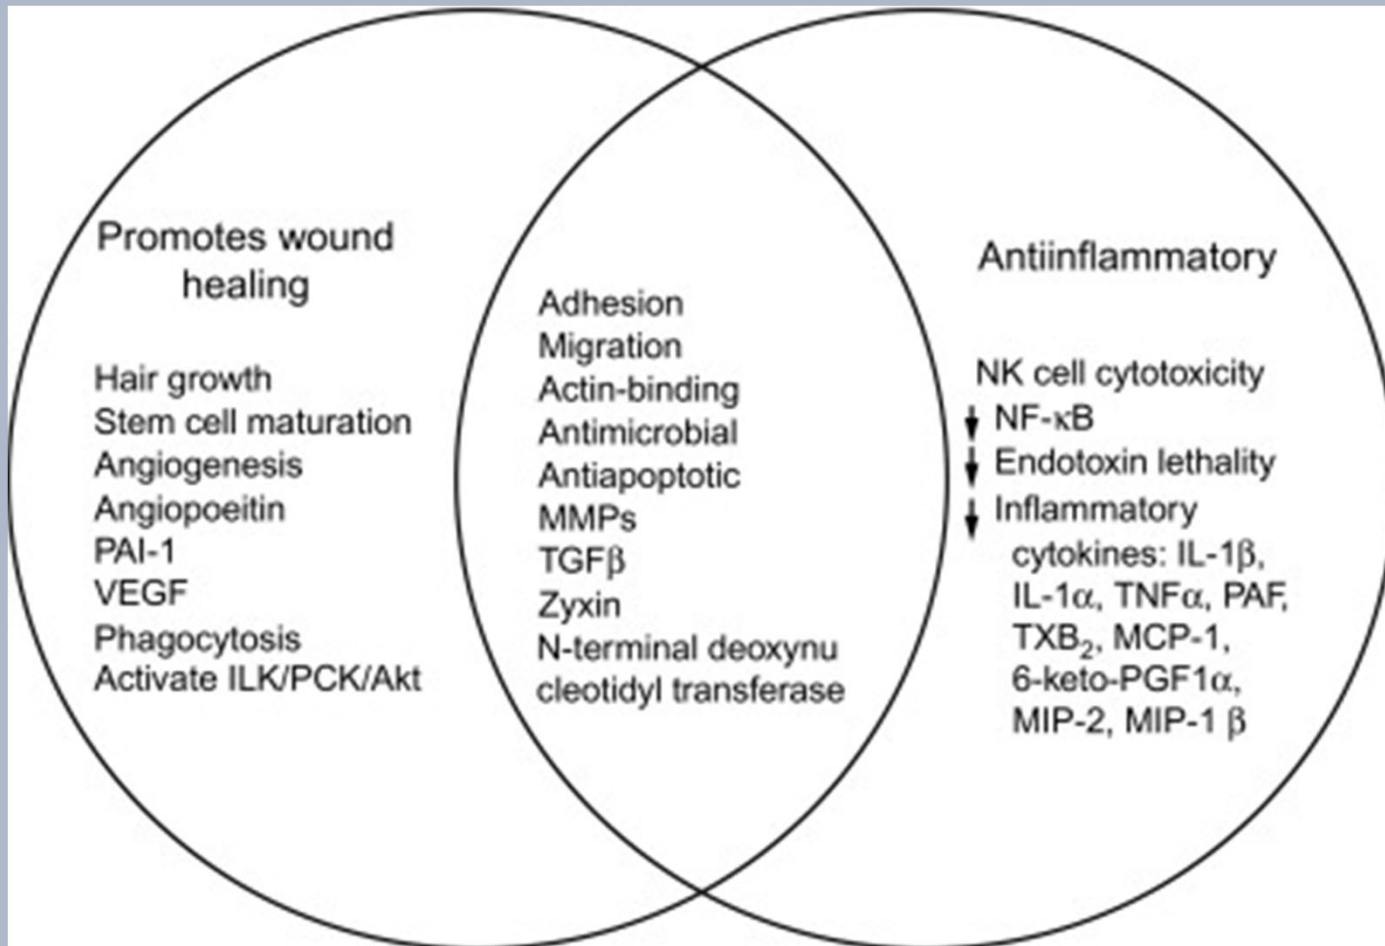 Promotes wound
healing
Hair growth
Stem cell maturation
Angiogenesis
Angiopoeitin
PAI-1
VEGF
Phagocytosis
Activate ILK/PCK/Akt
Adhesion
Migration
Actin-binding
Antimicrobial
Antiapoptotic
MMPs
TGFβ
Zyxin
N-terminal deoxynu
cleotidyl transferase
Antiinflammatory
NK cell cytotoxicity
↓ NF-κB
↓ Endotoxin lethality
↓ Inflammatory
cytokines: IL-1β,
IL-1α, TNFα, PAF,
TXB₂, MCP-1,
6-keto-PGF1α,
MIP-2, MIP-1 β